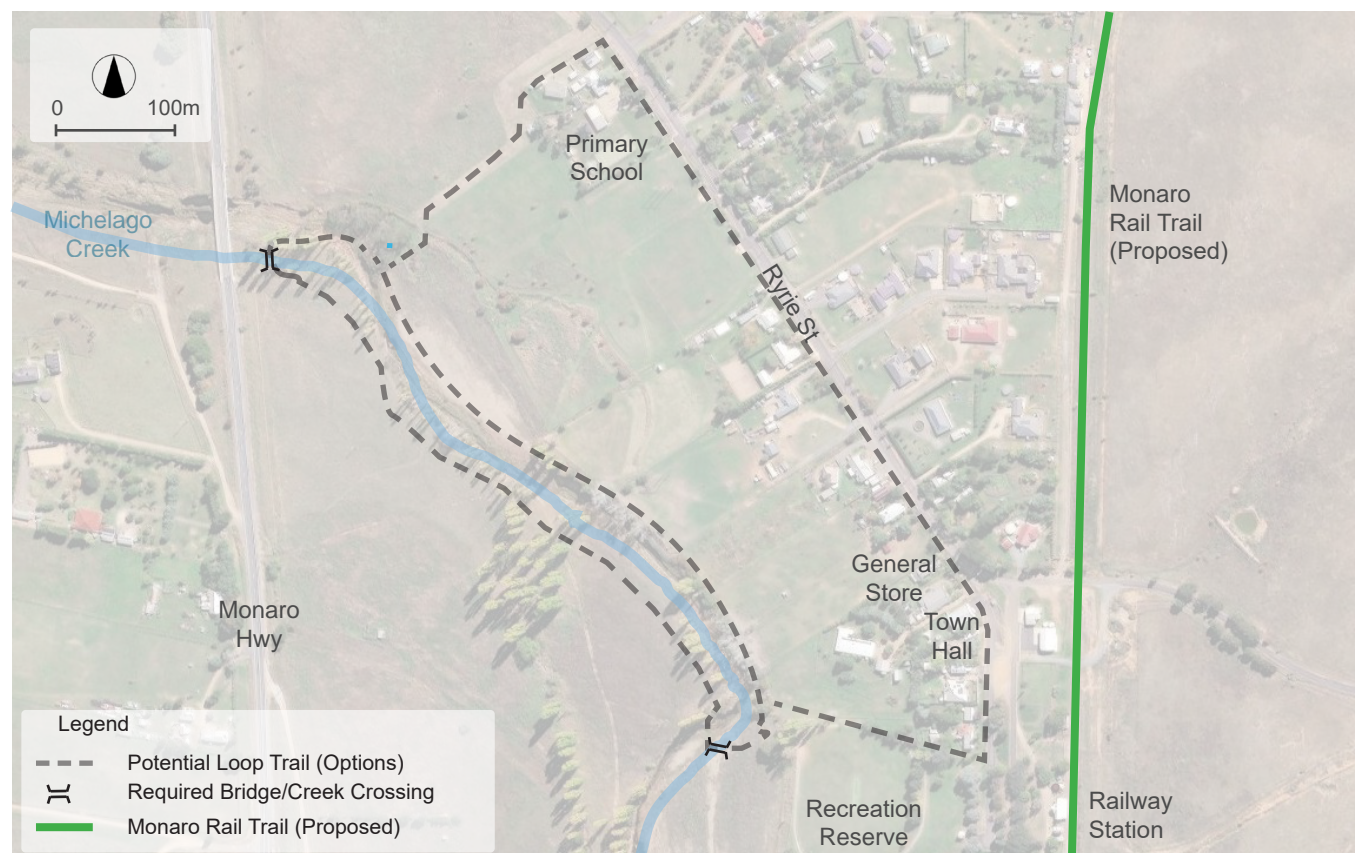 0 100m
Primary
School
Michelago
Creek
Monaro
Rail Trail
(Proposed)
Ryrie St
General
Store
Town
Hall
Monaro
Hwy
Legend
Potential Loop Trail (Options)
Required Bridge/Creek Crossing
Monaro Rail Trail (Proposed)
Recreation
Reserve
Railway
Station